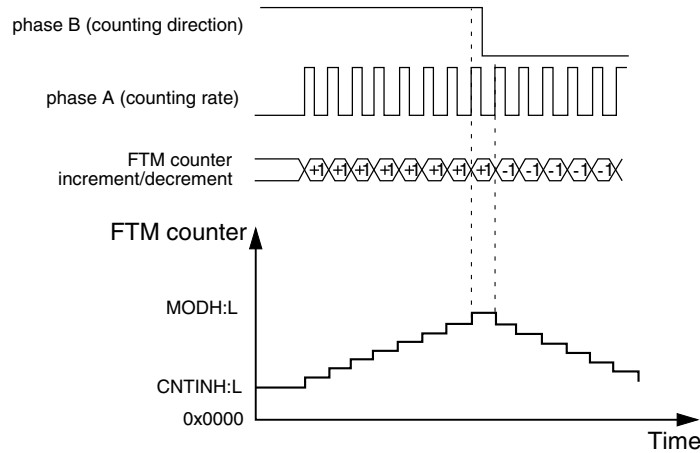 phase B (counting direction)
phase A (counting rate)
FTM counter
increment/decrement
+1 +1 +1 +1 +1 +1 +1 +1 -1 -1 -1 -1 -1
FTM counter
MODH:L
CNTINH:L
0x0000
Time